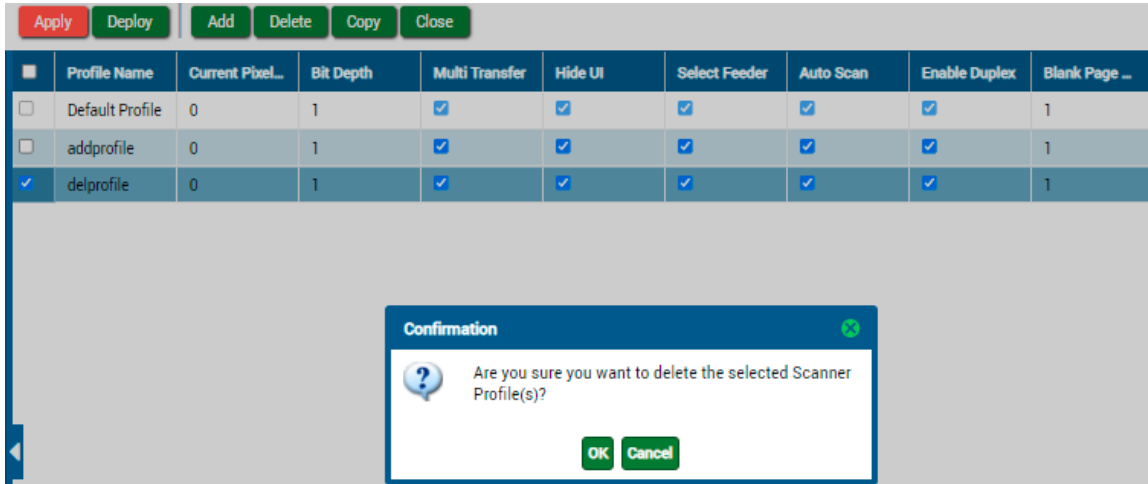 Apply Deploy Add Delete Copy Close
Profile Name Current Pixel... Bit Depth Multi Transfer Hide UI Select Feeder Auto Scan Enable Duplex Blank Page ...
Default Profile 0 1 1
addprofile 0 1 1
delprofile 0 1 1
Confirmation
Are you sure you want to delete the selected Scanner
Profile(s)?
OK Cancel